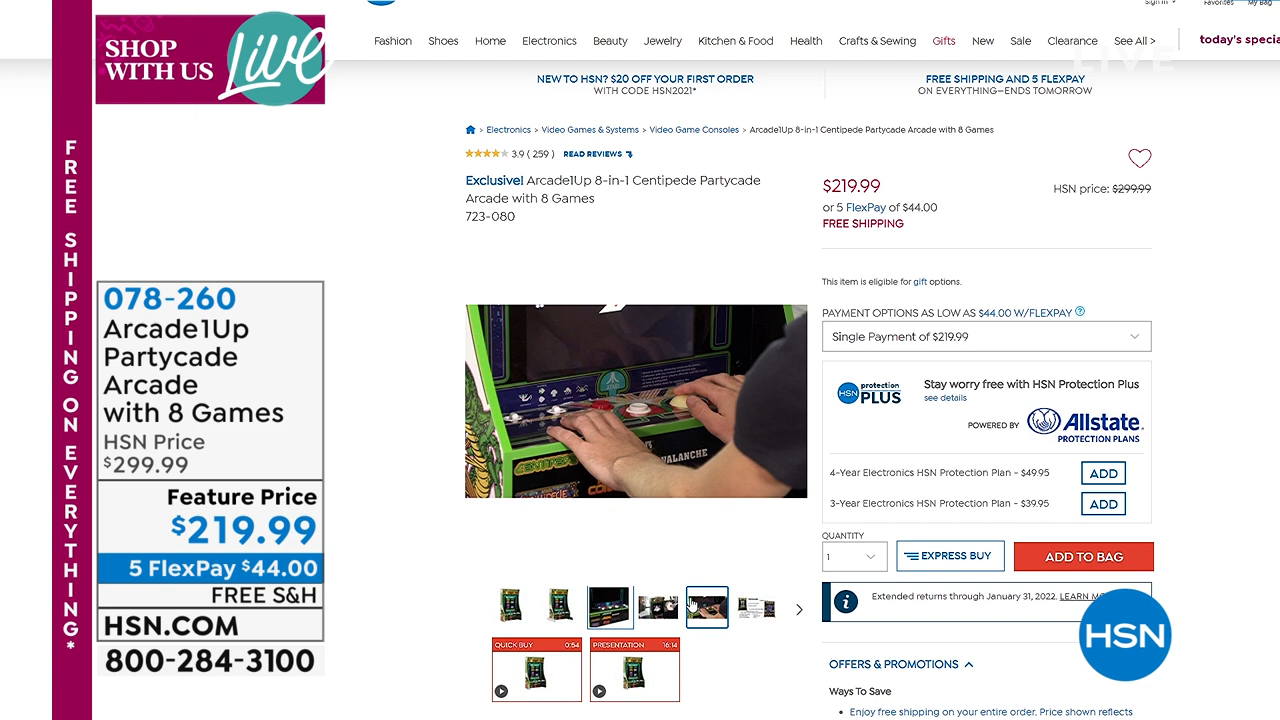 SHOP
WITH US
Live
FREE SHIPPING ON EVERYTHING*
078-260
Arcade1Up
Partycade
Arcade
with 8 Games
HSN Price
$299.99
Feature Price
$219.99
5 FlexPay $44.00
FREE S&H
HSN.COM
800-284-3100
Sign In
Favorites
My Bag
Fashion Shoes Home Electronics Beauty Jewelry Kitchen & Food Health Crafts & Sewing Gifts New Sale Clearance See All >
today's specia
LIVE
NEW TO HSN? $20 OFF YOUR FIRST ORDER
WITH CODE HSN2021*
FREE SHIPPING AND 5 FLEXPAY
ON EVERYTHING—ENDS TOMORROW
> Electronics > Video Games & Systems > Video Game Consoles > Arcade1Up 8-in-1 Centipede Partycade Arcade with 8 Games
3.9 ( 259 ) READ REVIEWS
Exclusive! Arcade1Up 8-in-1 Centipede Partycade
Arcade with 8 Games
723-080
$219.99
HSN price: $299.99
or 5 FlexPay of $44.00
FREE SHIPPING
This item is eligible for gift options.
PAYMENT OPTIONS AS LOW AS $44.00 W/FLEXPAY ?
Single Payment of $219.99
HSN protection
PLUS
Stay worry free with HSN Protection Plus
see details
POWERED BY Allstate.
PROTECTION PLANS
4-Year Electronics HSN Protection Plan - $49.95 ADD
3-Year Electronics HSN Protection Plan - $39.95 ADD
QUANTITY
1
EXPRESS BUY
ADD TO BAG
i Extended returns through January 31, 2022. LEARN
HSN
OFFERS & PROMOTIONS
Ways To Save
• Enjoy free shipping on your entire order. Price shown reflects
CENTIPEDE
AVALANCHE
QUICK BUY 0:54
PRESENTATION 16:14